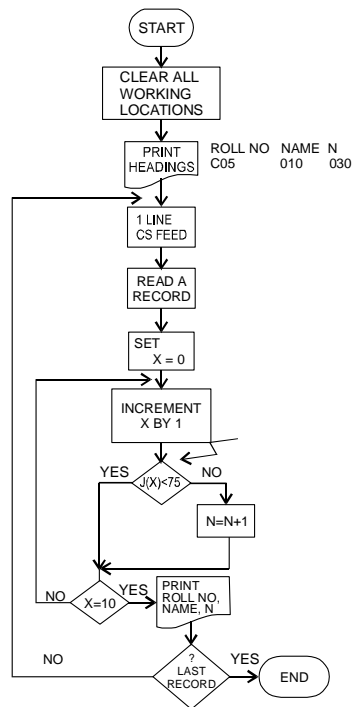 START
CLEAR ALL
WORKING
LOCATIONS
PRINT
HEADINGS
ROLL NO NAME N
C05 010 030
1 LINE
CS FEED
READ A
RECORD
SET
X = 0
INCREMENT
X BY 1
YES J(X)<75 NO
N=N+1
NO X=10 YES
PRINT
ROLL NO,
NAME, N
NO ? YES
LAST
RECORD
END